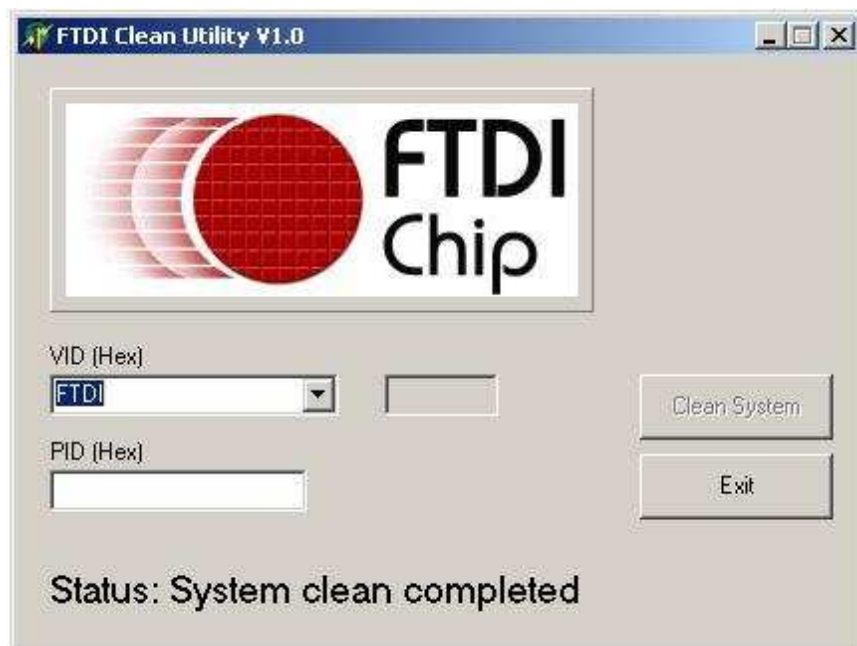 FTDI Clean Utility V1.0
FTDI
Chip
VID (Hex)
FTDI
Clean System
PID (Hex)
Exit
Status: System clean completed